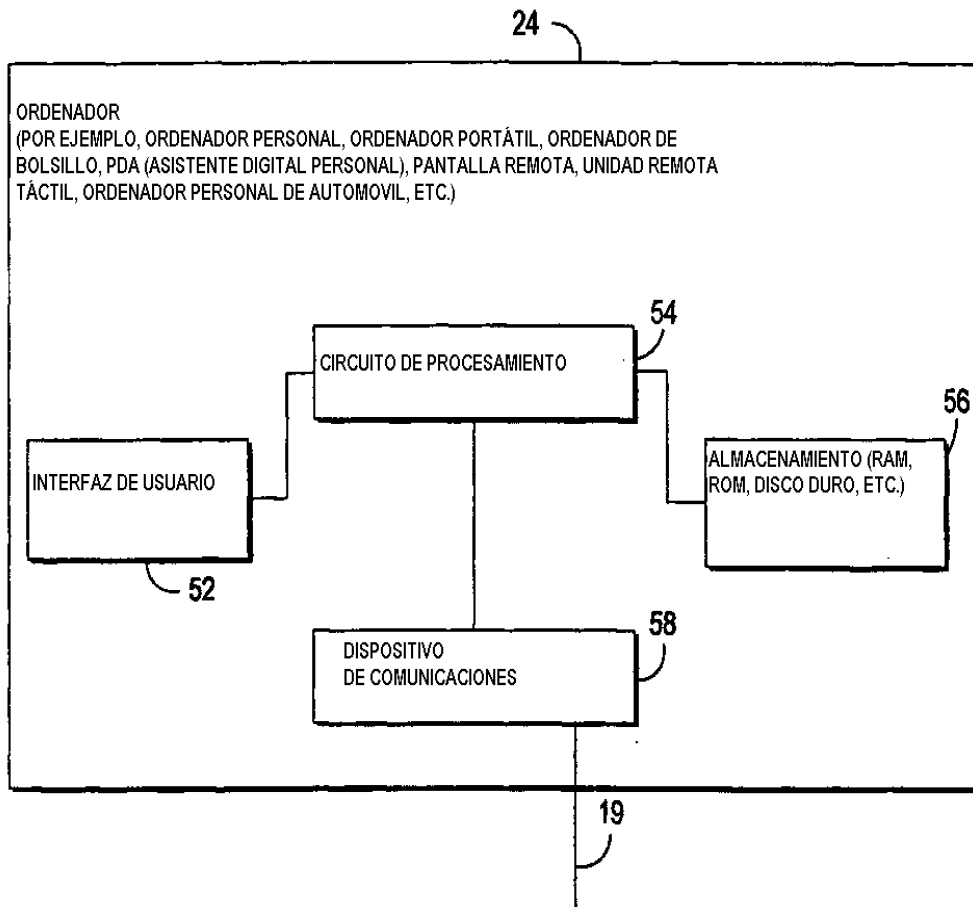 24
ORDENADOR
(POR EJEMPLO, ORDENADOR PERSONAL, ORDENADOR PORTÁTIL, ORDENADOR DE
BOLSILLO, PDA (ASISTENTE DIGITAL PERSONAL), PANTALLA REMOTA, UNIDAD REMOTA
TÁCTIL, ORDENADOR PERSONAL DE AUTOMOVIL, ETC.)
54
CIRCUITO DE PROCESAMIENTO
56
INTERFAZ DE USUARIO
ALMACENAMIENTO (RAM,
ROM, DISCO DURO, ETC.)
52
58
DISPOSITIVO
DE COMUNICACIONES
19